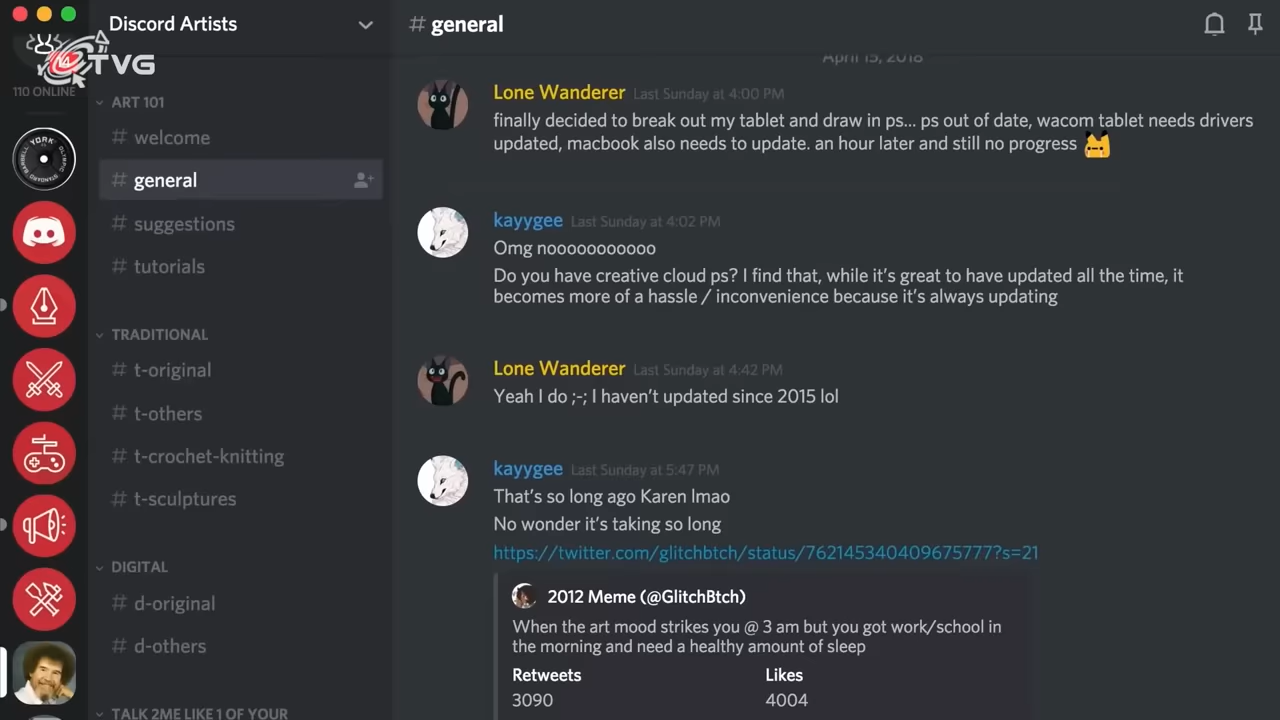 Discord Artists
# general
TVG
110 ONLINE
April 15, 2018
ART 101
# welcome
# general
# suggestions
# tutorials
TRADITIONAL
# t-original
# t-others
# t-crochet-knitting
# t-sculptures
DIGITAL
# d-original
# d-others
TALK 2ME LIKE 1 OF YOUR
YORK
Lone Wanderer Last Sunday at 4:00 PM
finally decided to break out my tablet and draw in ps... ps out of date, wacom tablet needs drivers
updated, macbook also needs to update. an hour later and still no progress
kayygee Last Sunday at 4:02 PM
Omg nooooooooooo
Do you have creative cloud ps? I find that, while it's great to have updated all the time, it
becomes more of a hassle / inconvenience because it's always updating
Lone Wanderer Last Sunday at 4:42 PM
Yeah I do ;-; I haven't updated since 2015 lol
kayygee Last Sunday at 5:47 PM
That's so long ago Karen lmao
No wonder it's taking so long
https://twitter.com/glitchbtch/status/762145340409675777?s=21
2012 Meme (@GlitchBtch)
When the art mood strikes you @ 3 am but you got work/school in
the morning and need a healthy amount of sleep
Retweets Likes
3090 4004